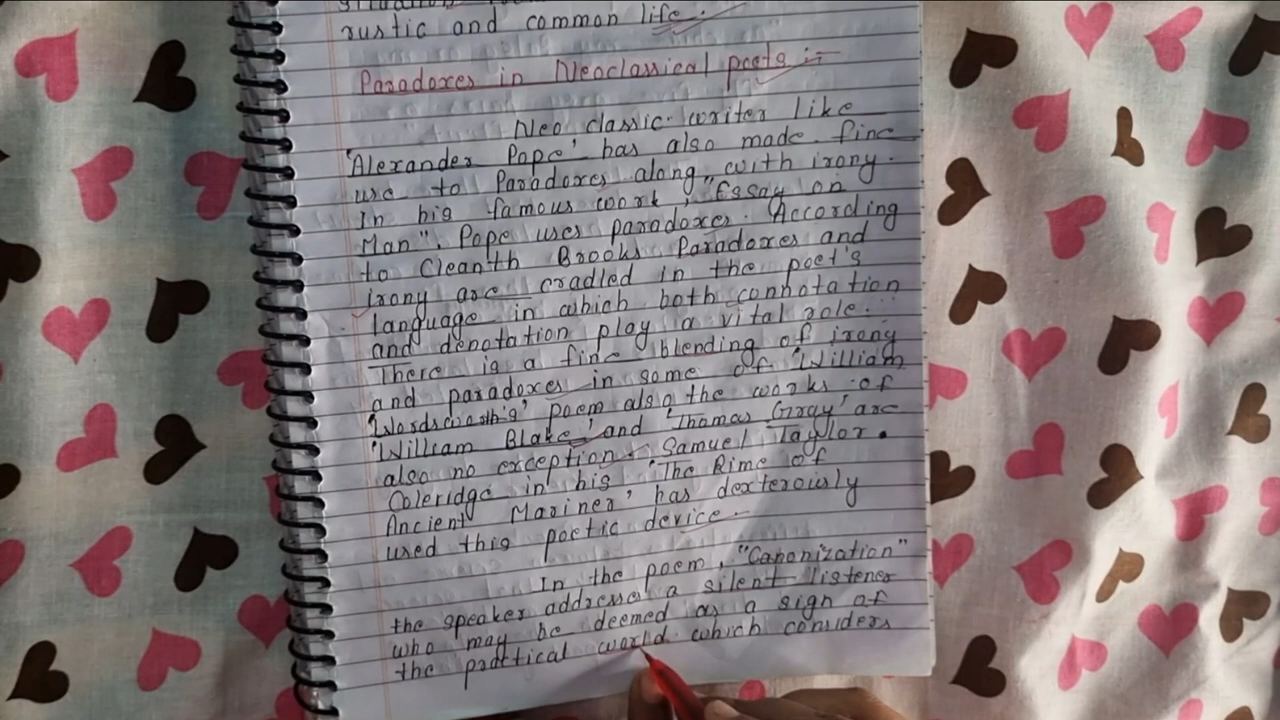 rustic and common life.
Paradoxes in Neoclassical poets :-
Neo classic writer like
'Alexander Pope' has also made fine
use to Paradoxes along with irony.
In his famous work, "Essay on
Man", Pope uses paradoxes. According
to Cleanth Brooks Paradoxes and
irony are cradled in the poet's
language in which both connotation
and denotation play a vital role.
There is a fine blending of irony
and paradoxes in some of 'William
Wordsworth's' poem also the works of
'William Blake' and 'Thomas Gray' are
also no exception. Samuel Taylor
Coleridge in his 'The Rime of
Ancient Mariner' has dexterously
used this poetic device.
In the poem, "Canonization"
the speaker addresses a silent listener
who may be deemed as a sign of
the practical world which considers